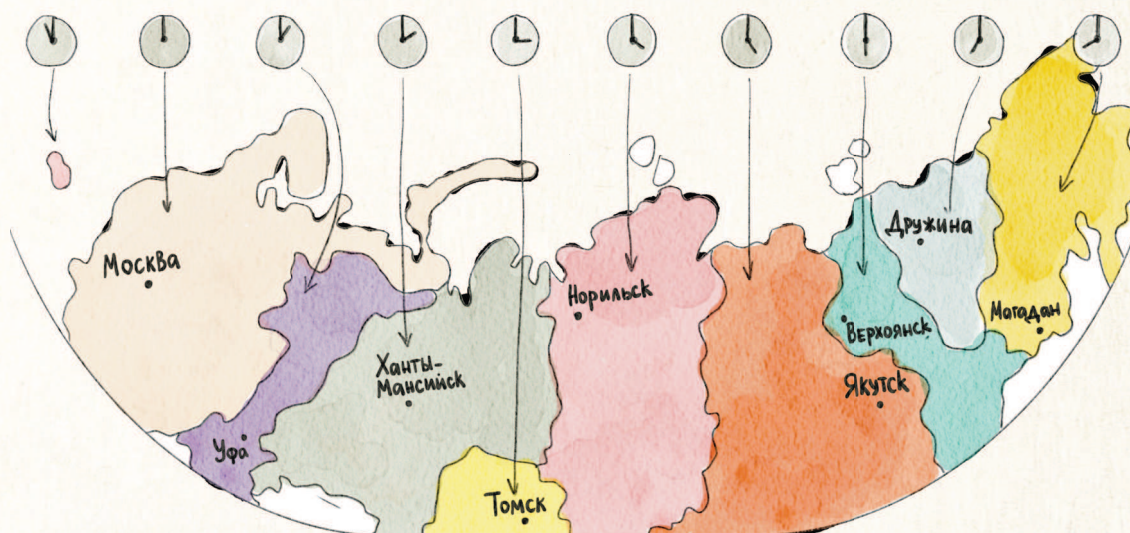 Москва
Уфа
Ханты-
Мансийск
Томск
Норильск
Якутск
Верхоянск
Дружина
Магадан